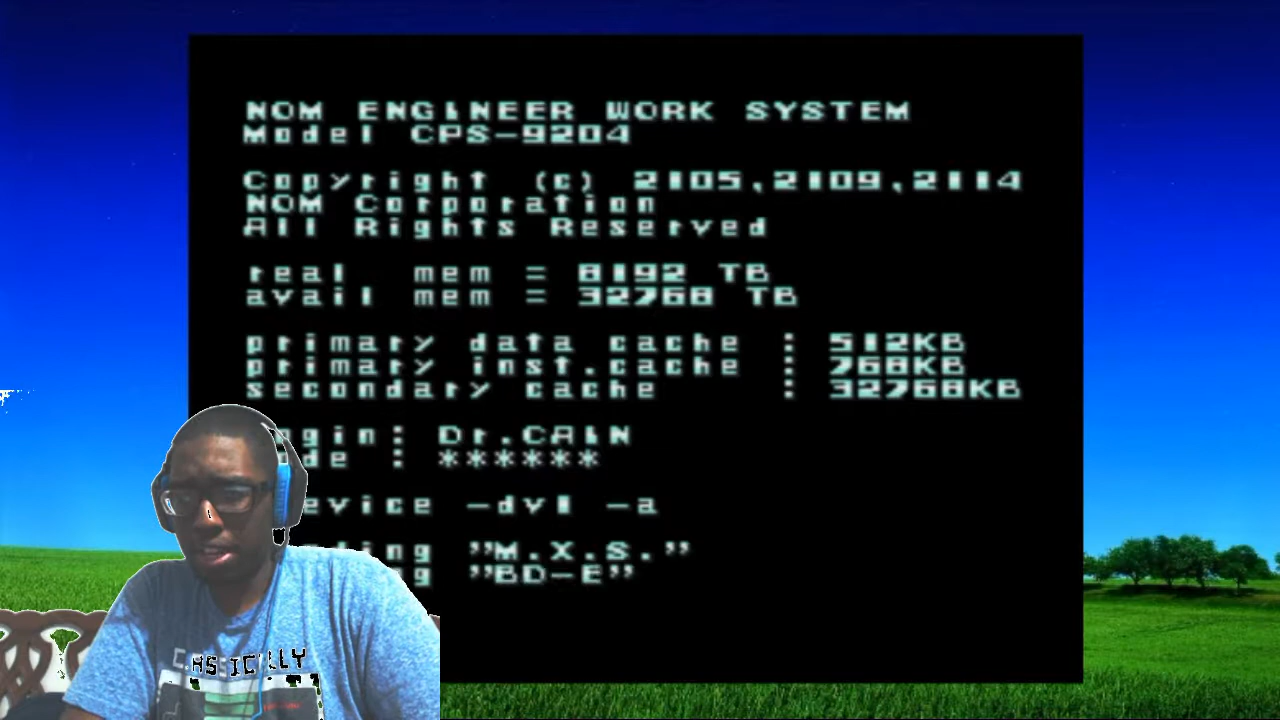 NOM ENGINEER WORK SYSTEM
Model CPS-9204
Copyright (c) 2105,2109,2114
NOM Corporation
All Rights Reserved
real mem = 8192 TB
avail mem = 32768 TB
primary data cache : 512KB
primary inst.cache : 768KB
secondary cache : 32768KB
: Dr.CAIN
: ******
-dvl -a
"M.X.S."
"BD-E"